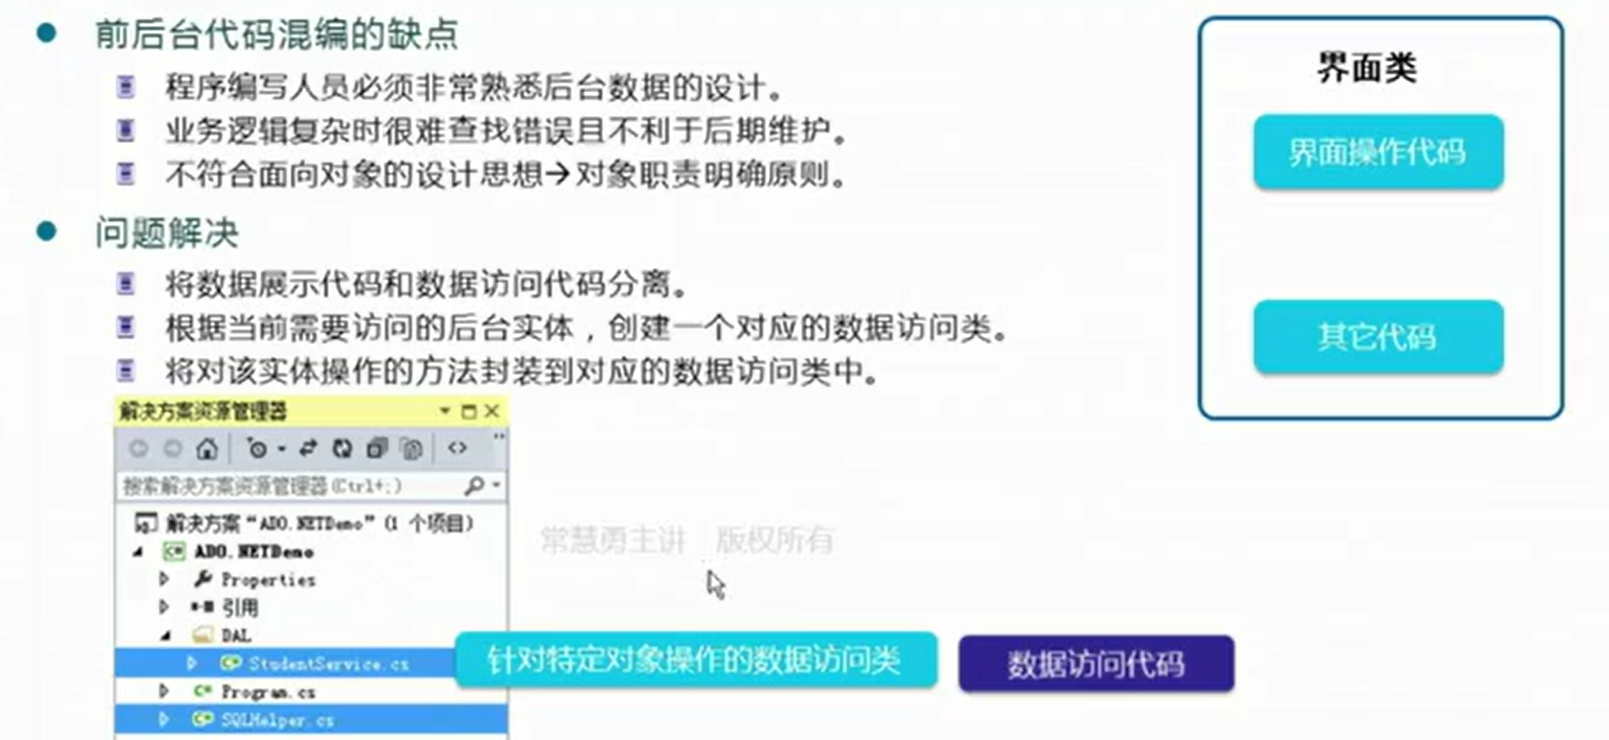 前后台代码混编的缺点
程序编写人员必须非常熟悉后台数据的设计。
业务逻辑复杂时很难查找错误且不利于后期维护。
不符合面向对象的设计思想→对象职责明确原则。
问题解决
将数据展示代码和数据访问代码分离。
根据当前需要访问的后台实体，创建一个对应的数据访问类。
将对该实体操作的方法封装到对应的数据访问类中。
界面类
界面操作代码
其它代码
解决方案资源管理器
搜索解决方案资源管理器(Ctrl+;)
解决方案“ADO.NETDemo”(1 个项目)
ADO.NETDemo
Properties
引用
DAL
StudentService.cs
Program.cs
SQLHelper.cs
常慧勇主讲 版权所有
针对特定对象操作的数据访问类
数据访问代码